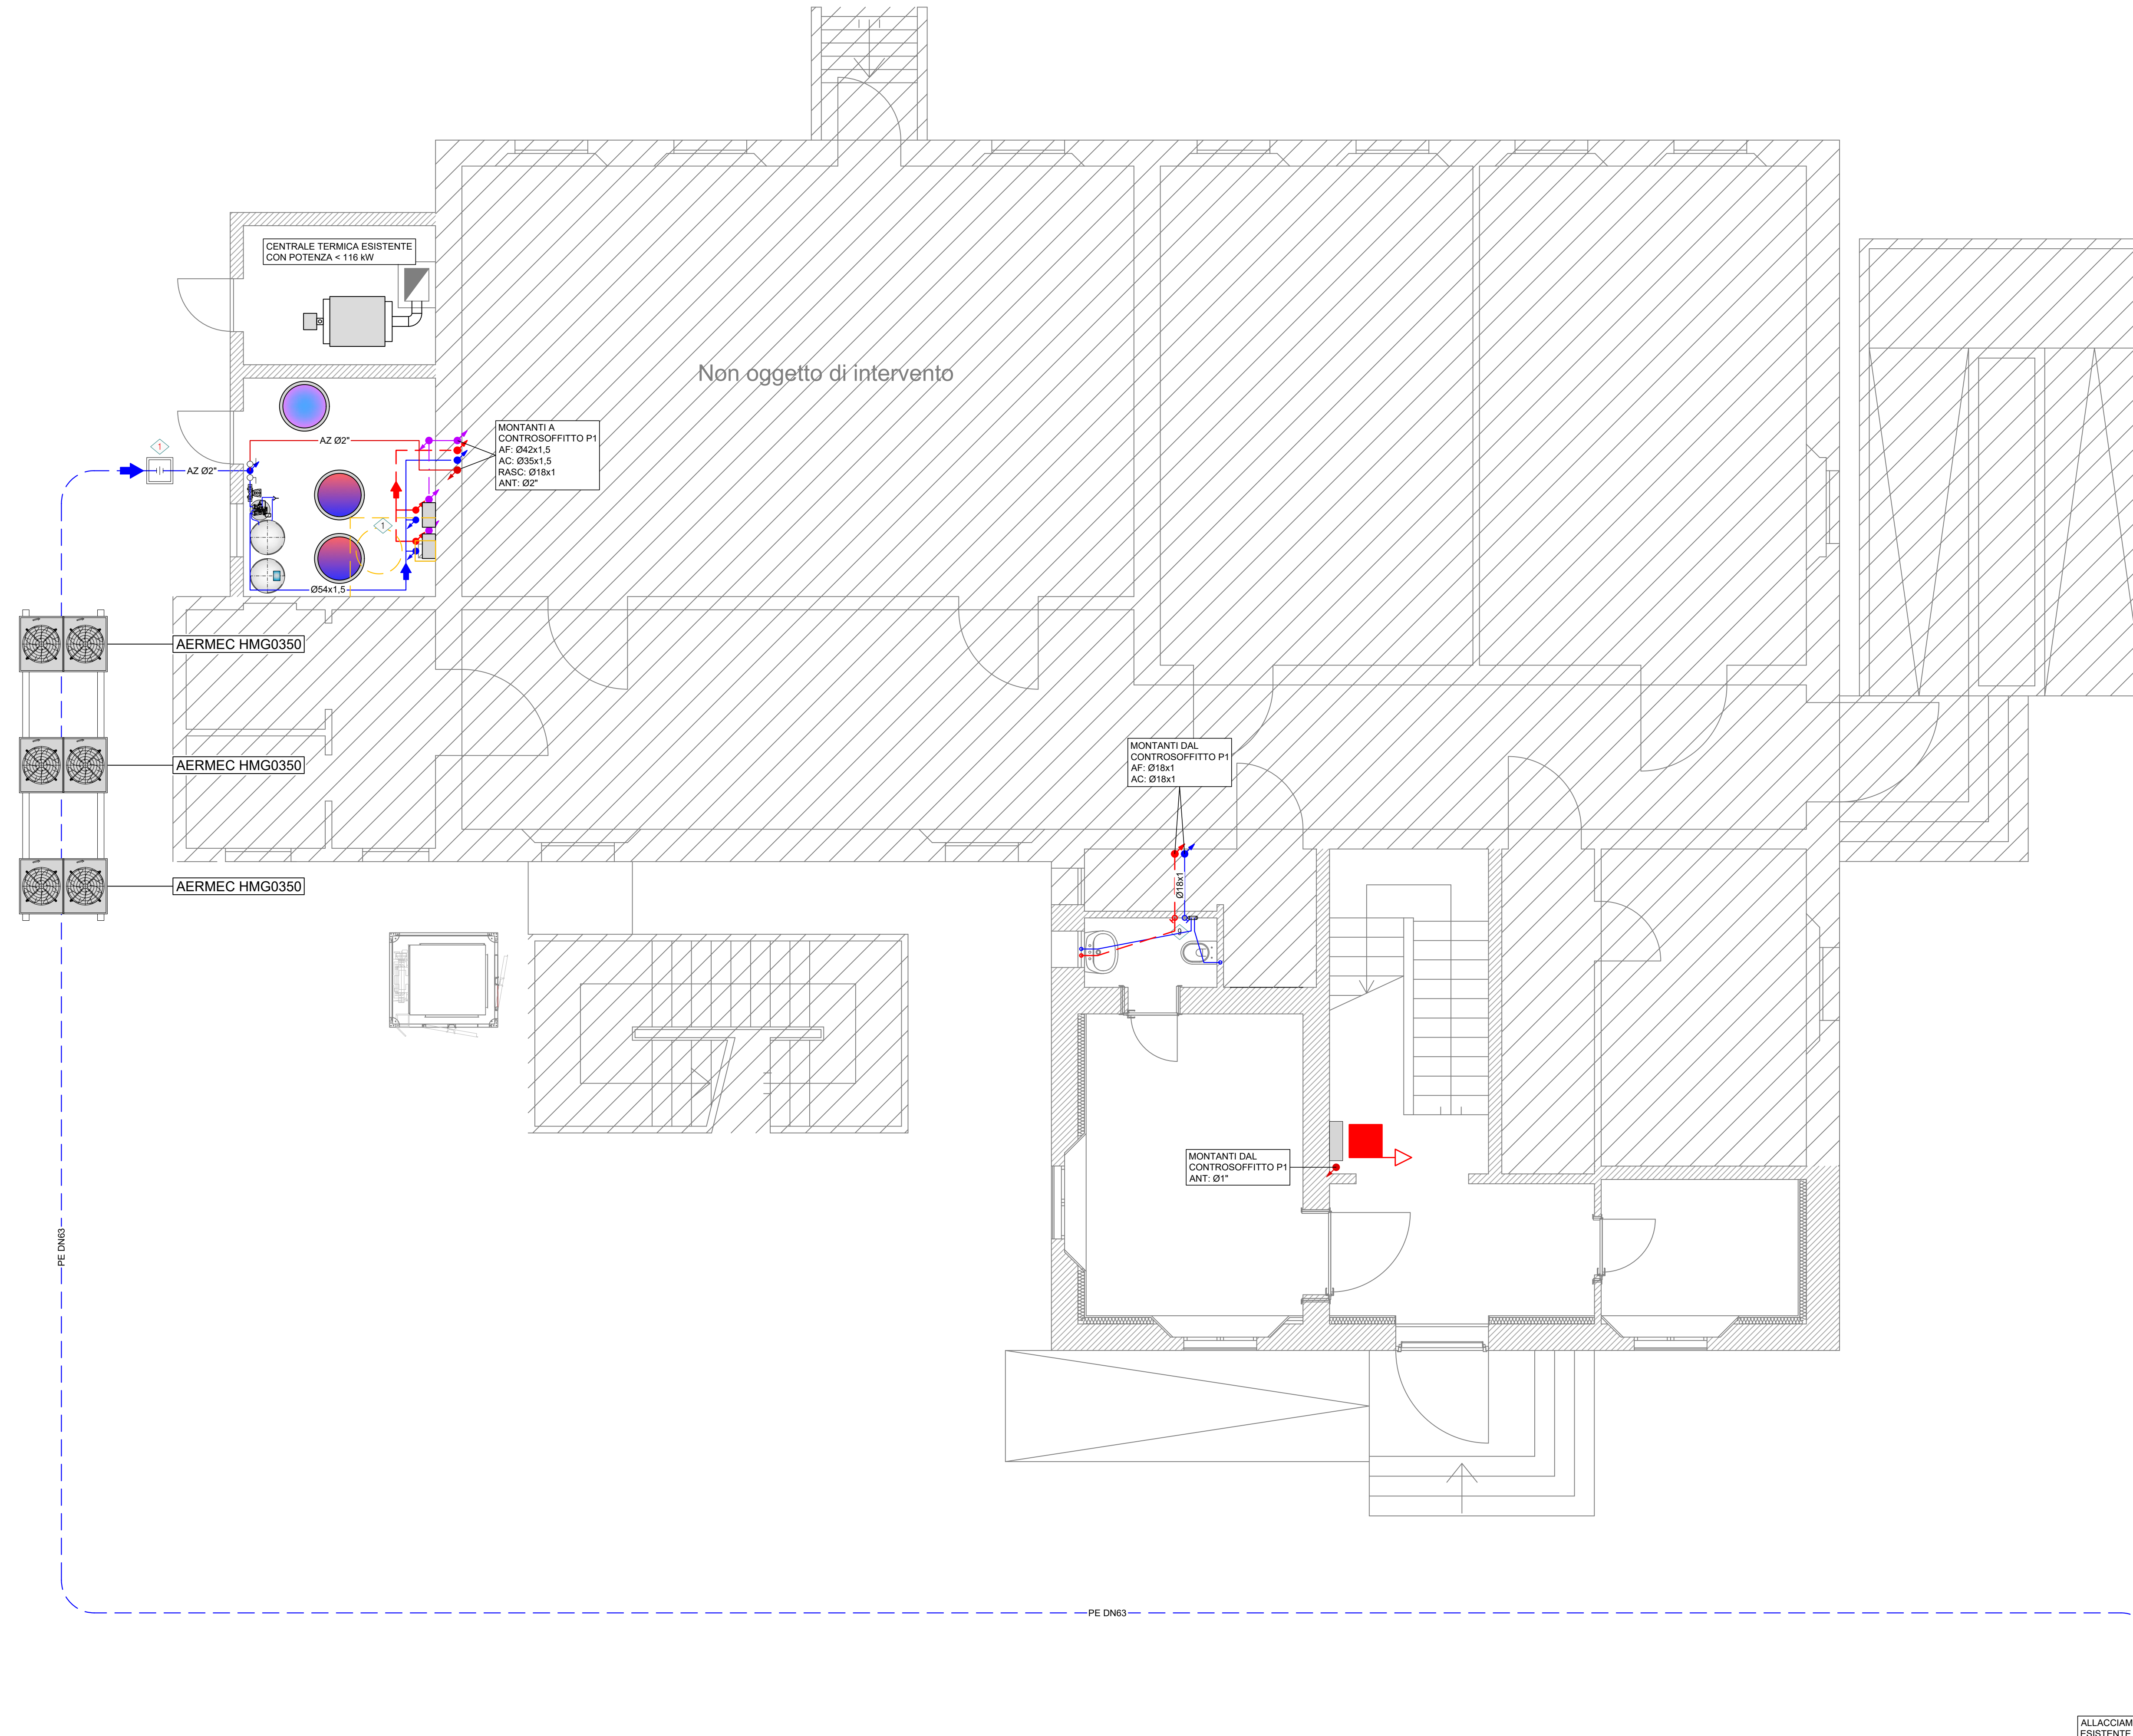 CENTRALE TERMICA ESISTENTE
CON POTENZA < 116 kW
Non oggetto di intervento
MONTANTI A
CONTROSOFFITTO P1
AF: Ø42x1,5
AC: Ø35x1,5
RASC: Ø18x1
ANT: Ø2"
AZ Ø2"
1
AZ Ø2"
1
Ø54x1,5
AERMEC HMG0350
AERMEC HMG0350
AERMEC HMG0350
MONTANTI DAL
CONTROSOFFITTO P1
AF: Ø18x1
AC: Ø18x1
Ø18x1
9
MONTANTI DAL
CONTROSOFFITTO P1
ANT: Ø1"
PE DN63
PE DN63
ALLACCIAM
ESISTENTE